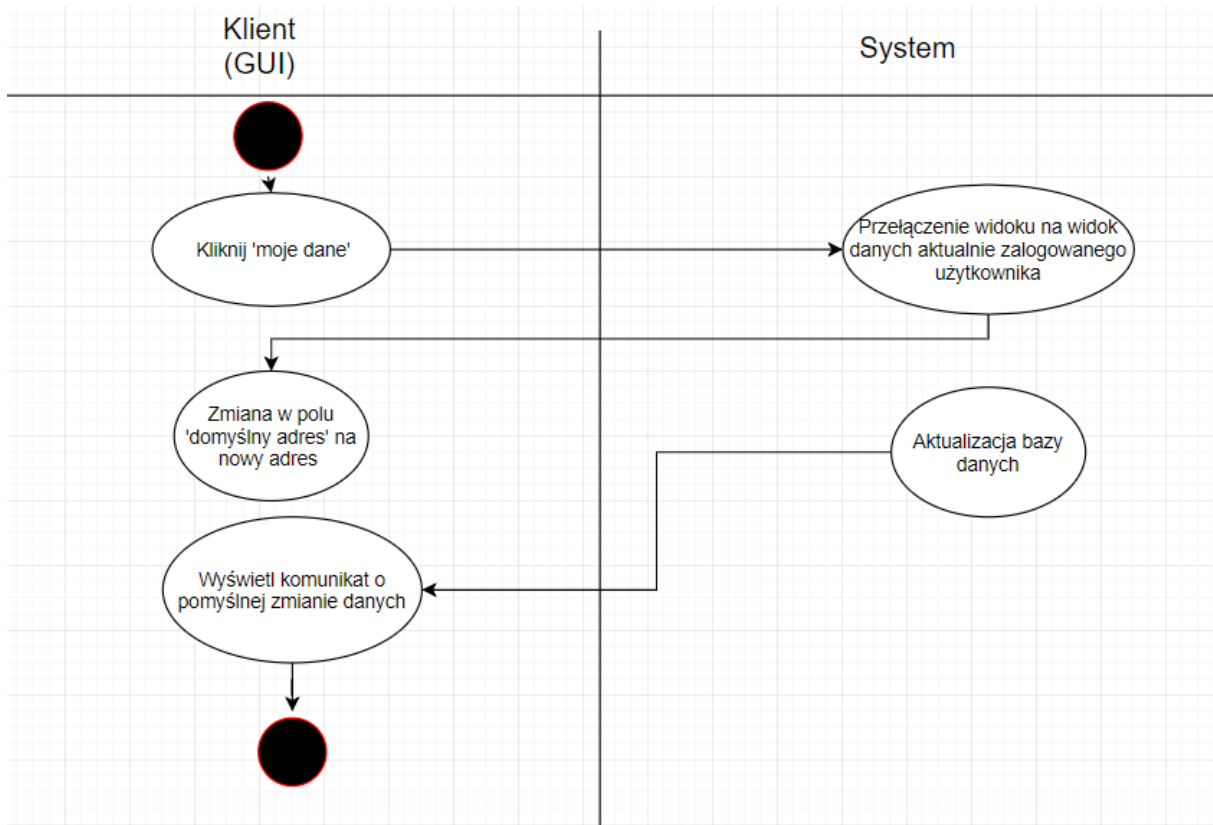 Klient
(GUI)
System
Kliknij 'moje dane'
Przełączenie widoku na widok
danych aktualnie zalogowanego
użytkownika
Zmiana w polu
'domyślny adres' na
nowy adres
Aktualizacja bazy
danych
Wyświetl komunikat o
pomyślnej zmianie danych